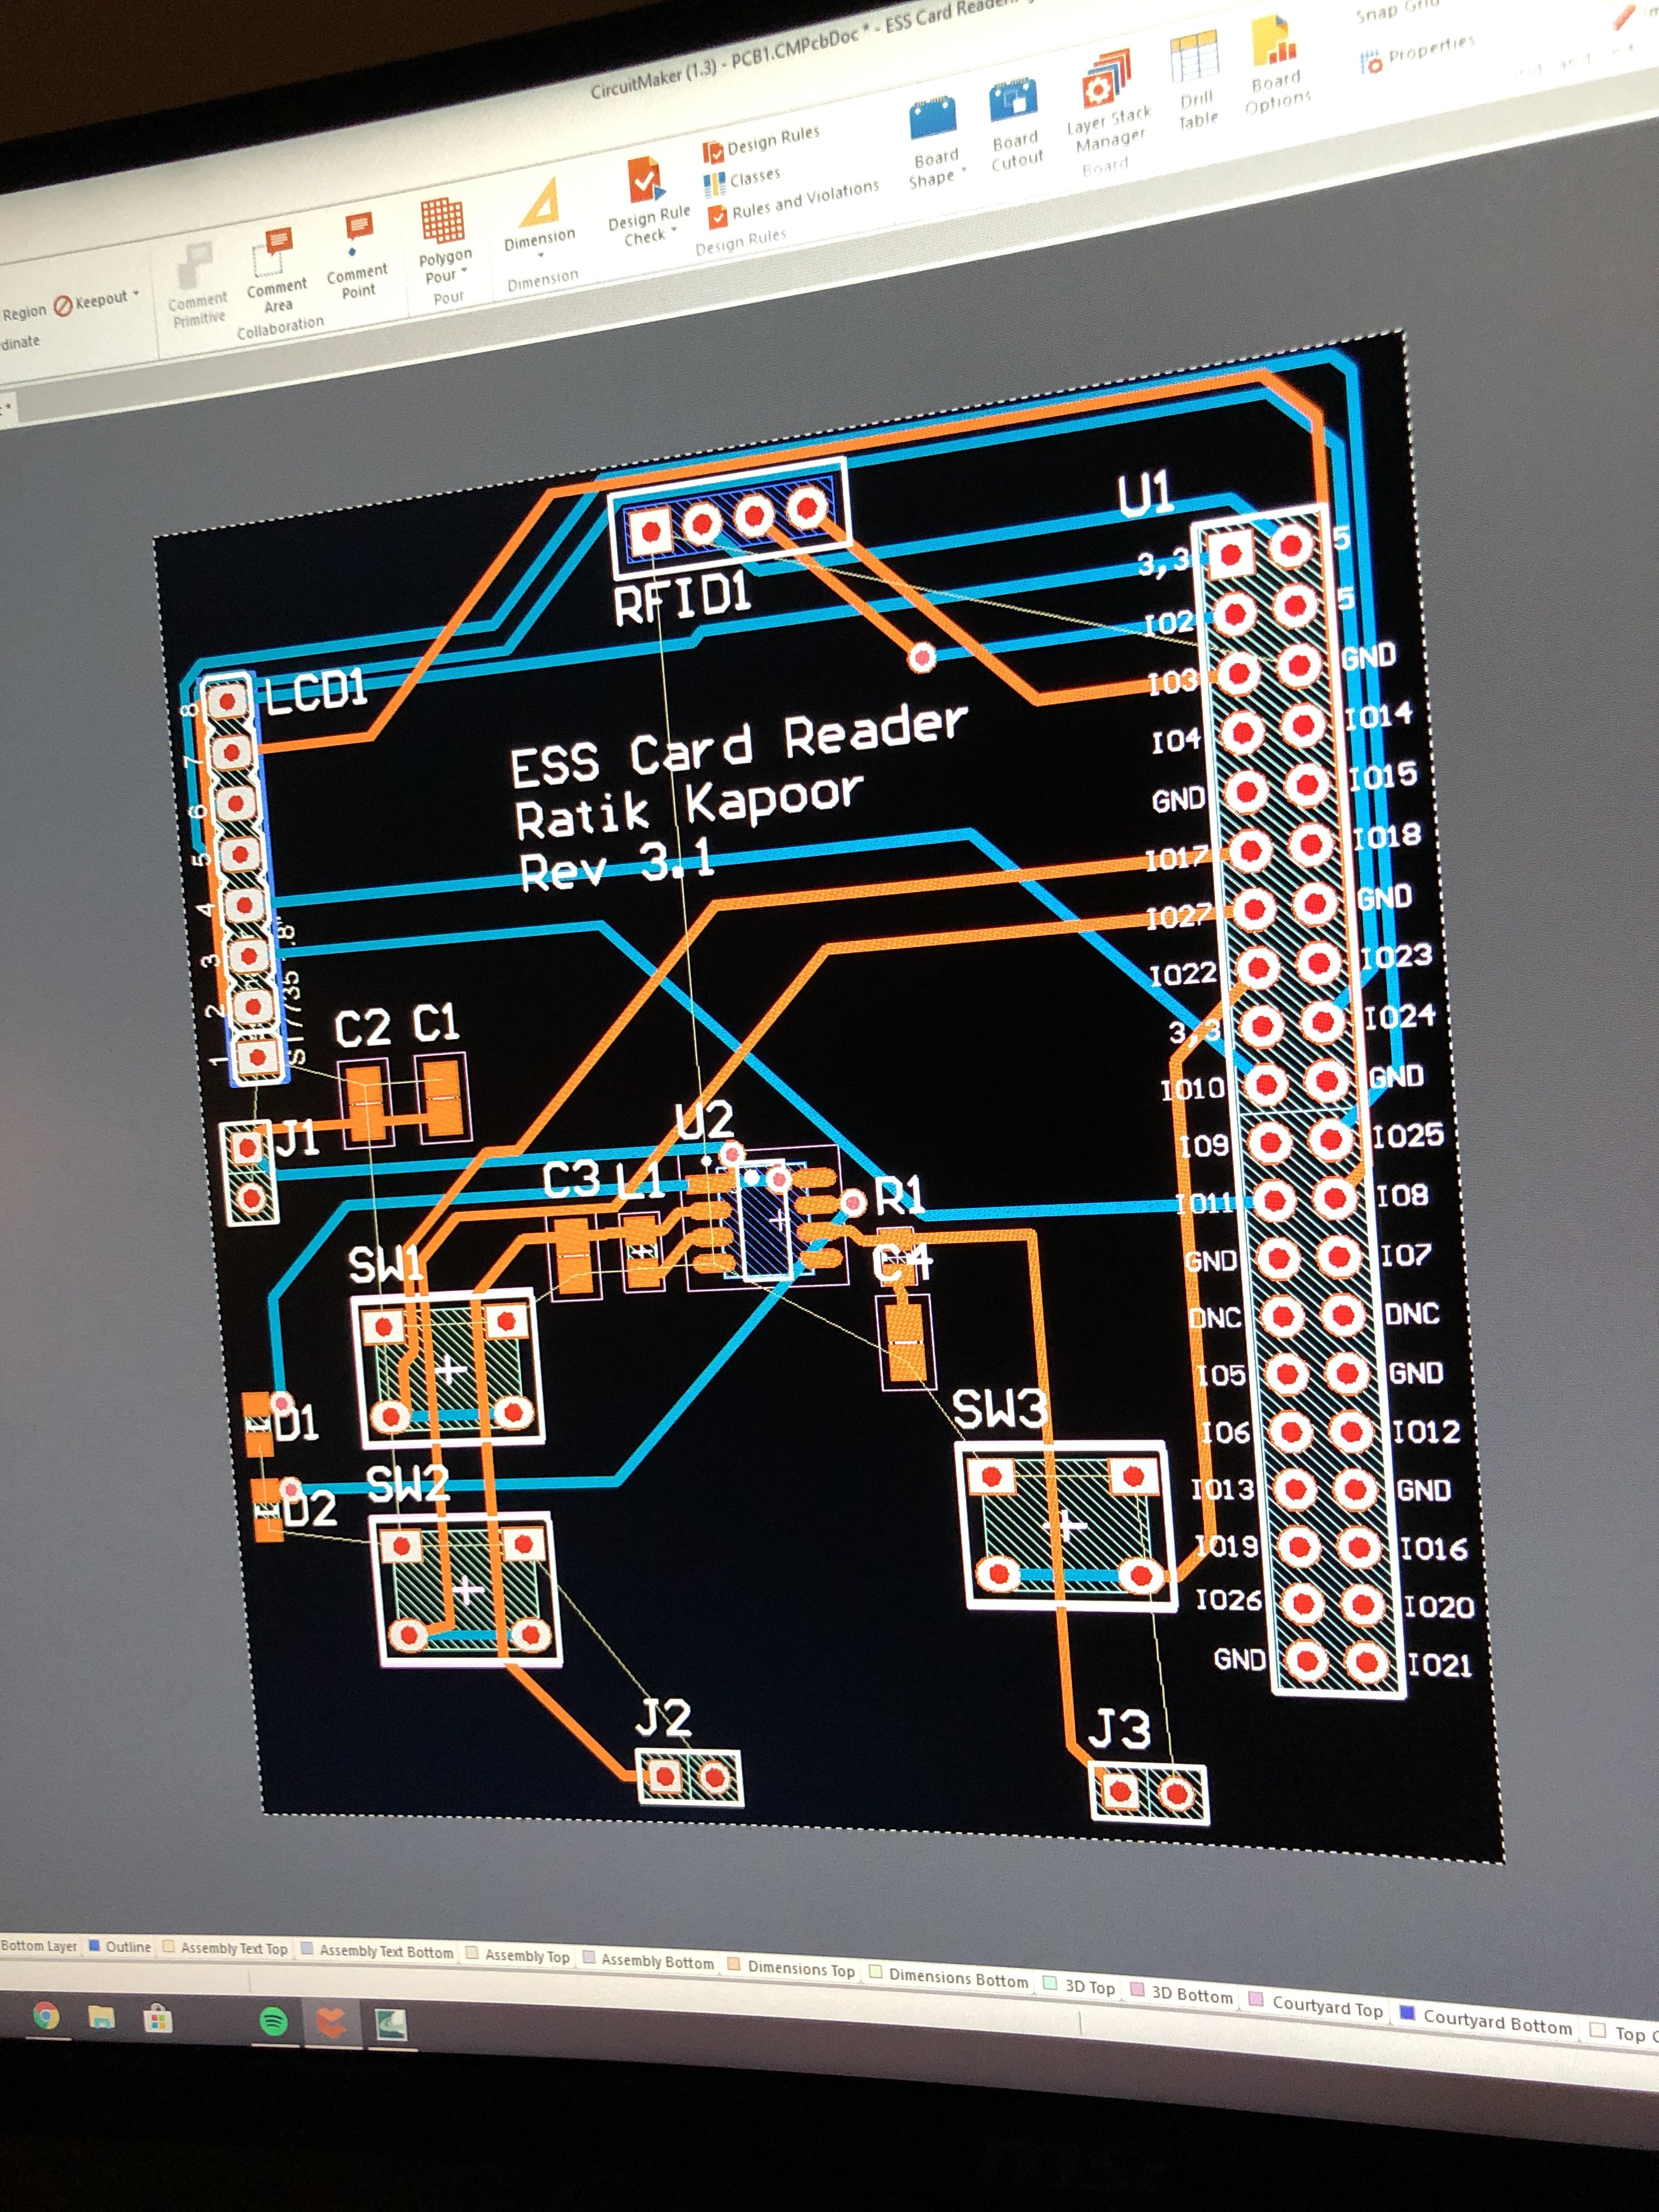 CircuitMaker (1.3) - PCB1.CMPcbDoc * - ESS Card Reader
Snap Grid
Properties
Region Keepout
dinate
Comment Primitive
Comment Area
Comment Point
Collaboration
Polygon Pour
Pour
Dimension
Dimension
Design Rule Check
Design Rules
Classes
Rules and Violations
Design Rules
Board Shape
Board Cutout
Layer Stack Manager
Drill Table
Board Options
Board
U1
RFID1
LCD1
8
7
6
5
4
3
2
1
ESS Card Reader
Ratik Kapoor
Rev 3.1
3,3 5
IO2 5
IO3 GND
IO4 IO14
GND IO15
IO17 IO18
IO27 GND
IO22 IO23
3,3 IO24
IO10 GND
IO9 IO25
IO11 IO8
GND IO7
DNC DNC
IO5 GND
IO6 IO12
IO13 GND
IO19 IO16
IO26 IO20
GND IO21
ST7735 .8"
C2 C1
J1
U2
C3 L1
R1
C4
SW1
D1
SW2
D2
SW3
J2
J3
Bottom Layer Outline Assembly Text Top Assembly Text Bottom Assembly Top Assembly Bottom Dimensions Top Dimensions Bottom 3D Top 3D Bottom Courtyard Top Courtyard Bottom Top